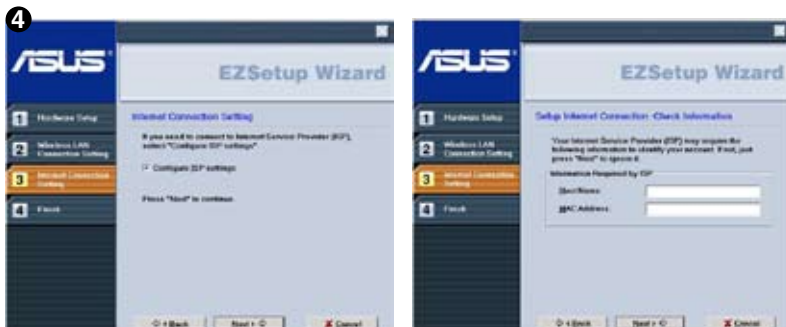 4
ASUS
EZSetup Wizard
1 Hardware Setup
2 Wireless LAN
Connection Setting
3 Internet Connection
Setting
4 Finish
Internet Connection Setting
If you need to connect to Internet Service Provider (ISP),
select "Configure ISP settings"
Configure ISP settings
Press "Next" to continue.
< Back
Next >
Cancel
ASUS
EZSetup Wizard
1 Hardware Setup
2 Wireless LAN
Connection Setting
3 Internet Connection
Setting
4 Finish
Setup Internet Connection -Check Information
Your Internet Service Provider (ISP) may require the
following information to identify your account. If not, just
press "Next" to ignore it.
Information Required by ISP
Host Name:
MAC Address:
< Back
Next >
Cancel